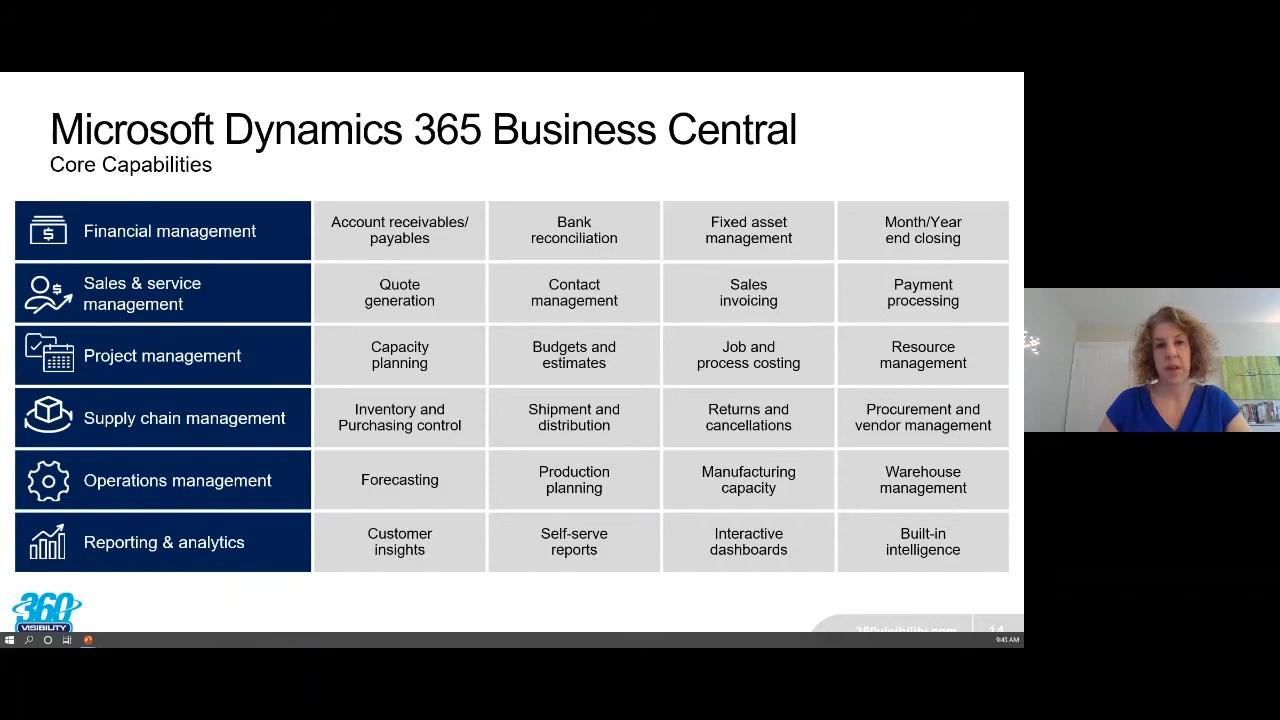 Microsoft Dynamics 365 Business Central
Core Capabilities
Financial management
Account receivables/
payables
Bank
reconciliation
Fixed asset
management
Month/Year
end closing
Sales & service
management
Quote
generation
Contact
management
Sales
invoicing
Payment
processing
Project management
Capacity
planning
Budgets and
estimates
Job and
process costing
Resource
management
Supply chain management
Inventory and
Purchasing control
Shipment and
distribution
Returns and
cancellations
Procurement and
vendor management
Operations management
Forecasting
Production
planning
Manufacturing
capacity
Warehouse
management
Reporting & analytics
Customer
insights
Self-serve
reports
Interactive
dashboards
Built-in
intelligence
360
VISIBILITY
360visibility.com
14
9:43 AM